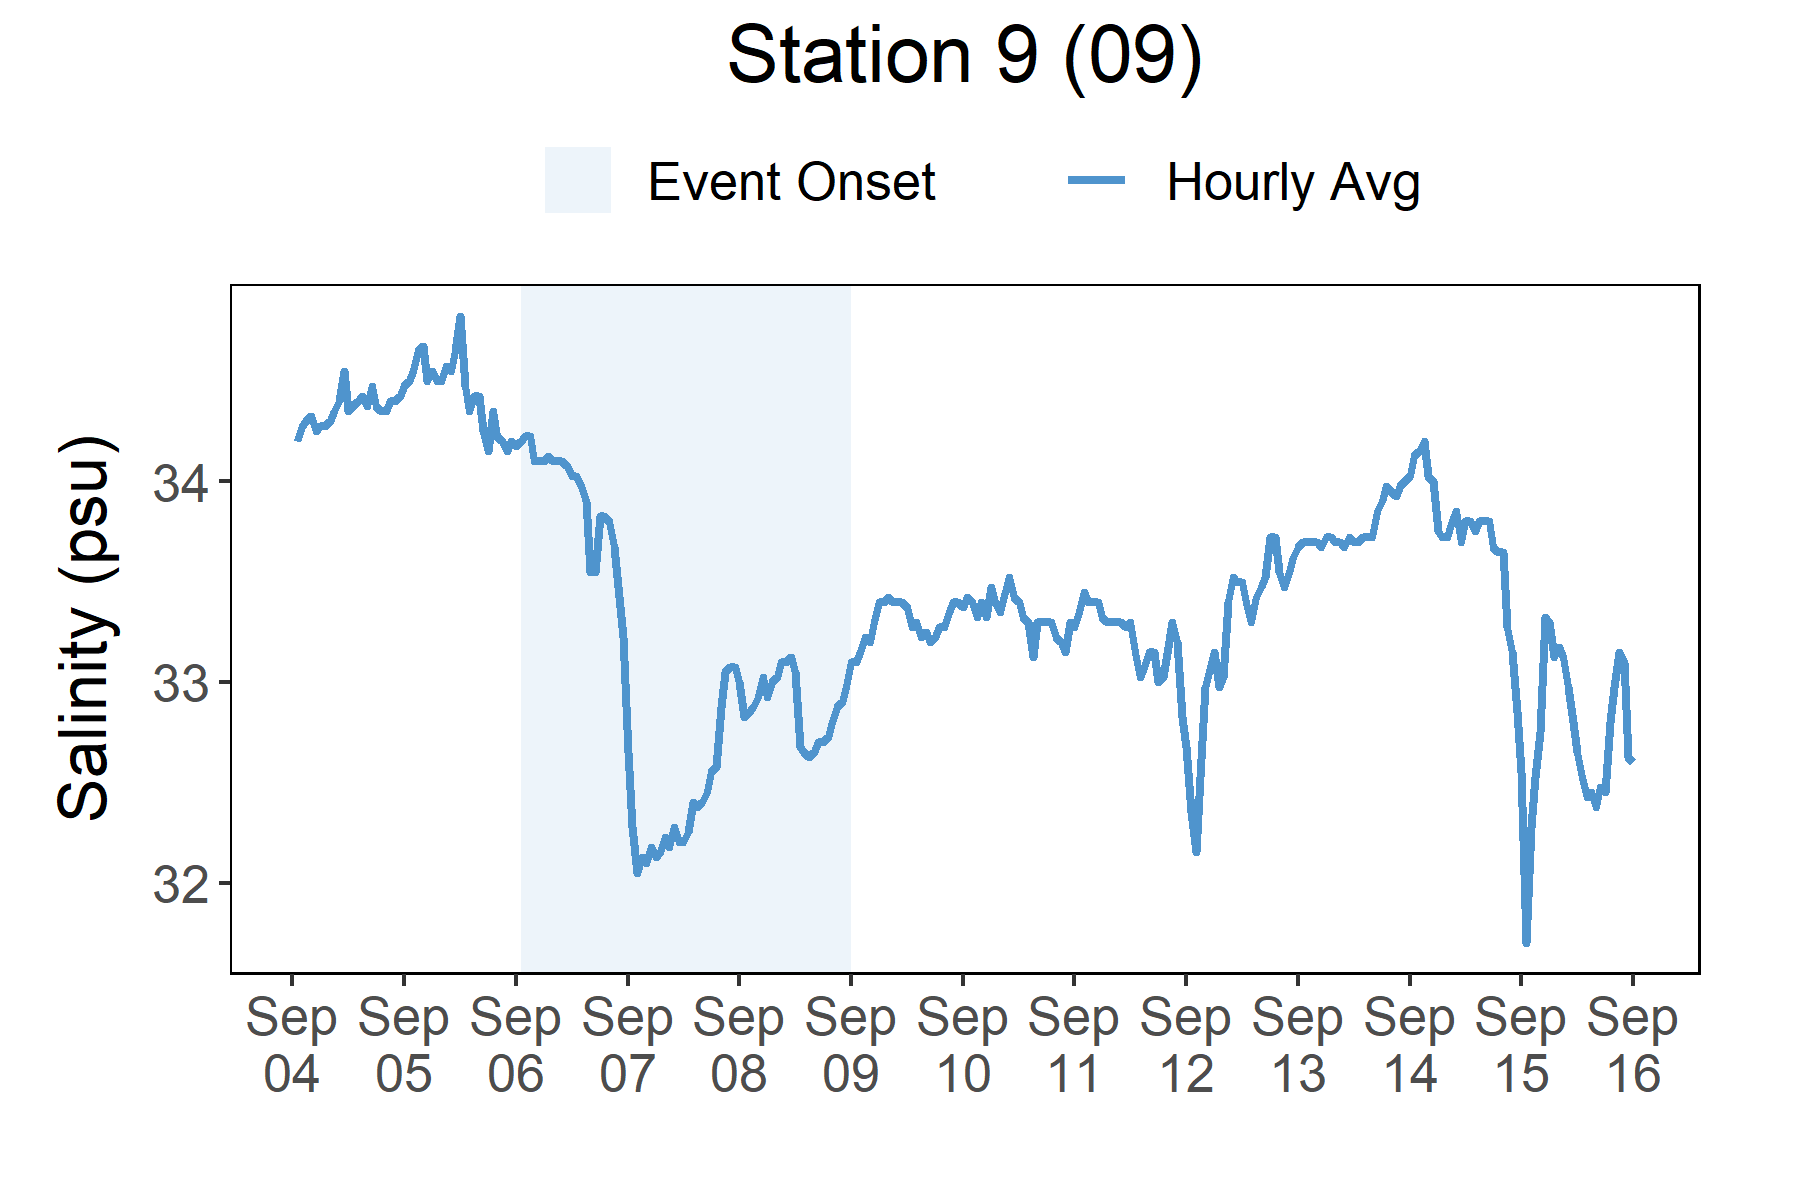 Station 9 (09)
Event Onset Hourly Avg
Salinity (psu)
34
33
32
Sep Sep Sep Sep Sep Sep Sep Sep Sep Sep Sep Sep Sep
04 05 06 07 08 09 10 11 12 13 14 15 16